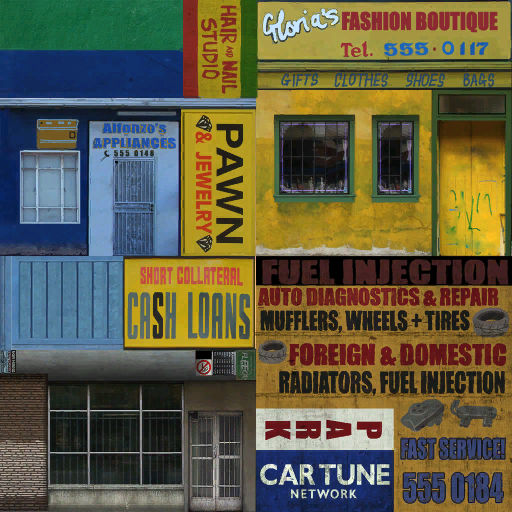 HAIR AND NAIL
STUDIO
Alfonzo's
APPLIANCES
555 0148
PAWN
& JEWELRY
Gloria's FASHION BOUTIQUE
Tel. 555·0117
GIFTS CLOTHES SHOES BAGS
SHORT COLLATERAL
CASH LOANS
FUEL INJECTION
AUTO DIAGNOSTICS & REPAIR
MUFFLERS, WHEELS + TIRES
FOREIGN & DOMESTIC
RADIATORS, FUEL INJECTION
PARK
CAR TUNE
NETWORK
FAST SERVICE!
555 0184